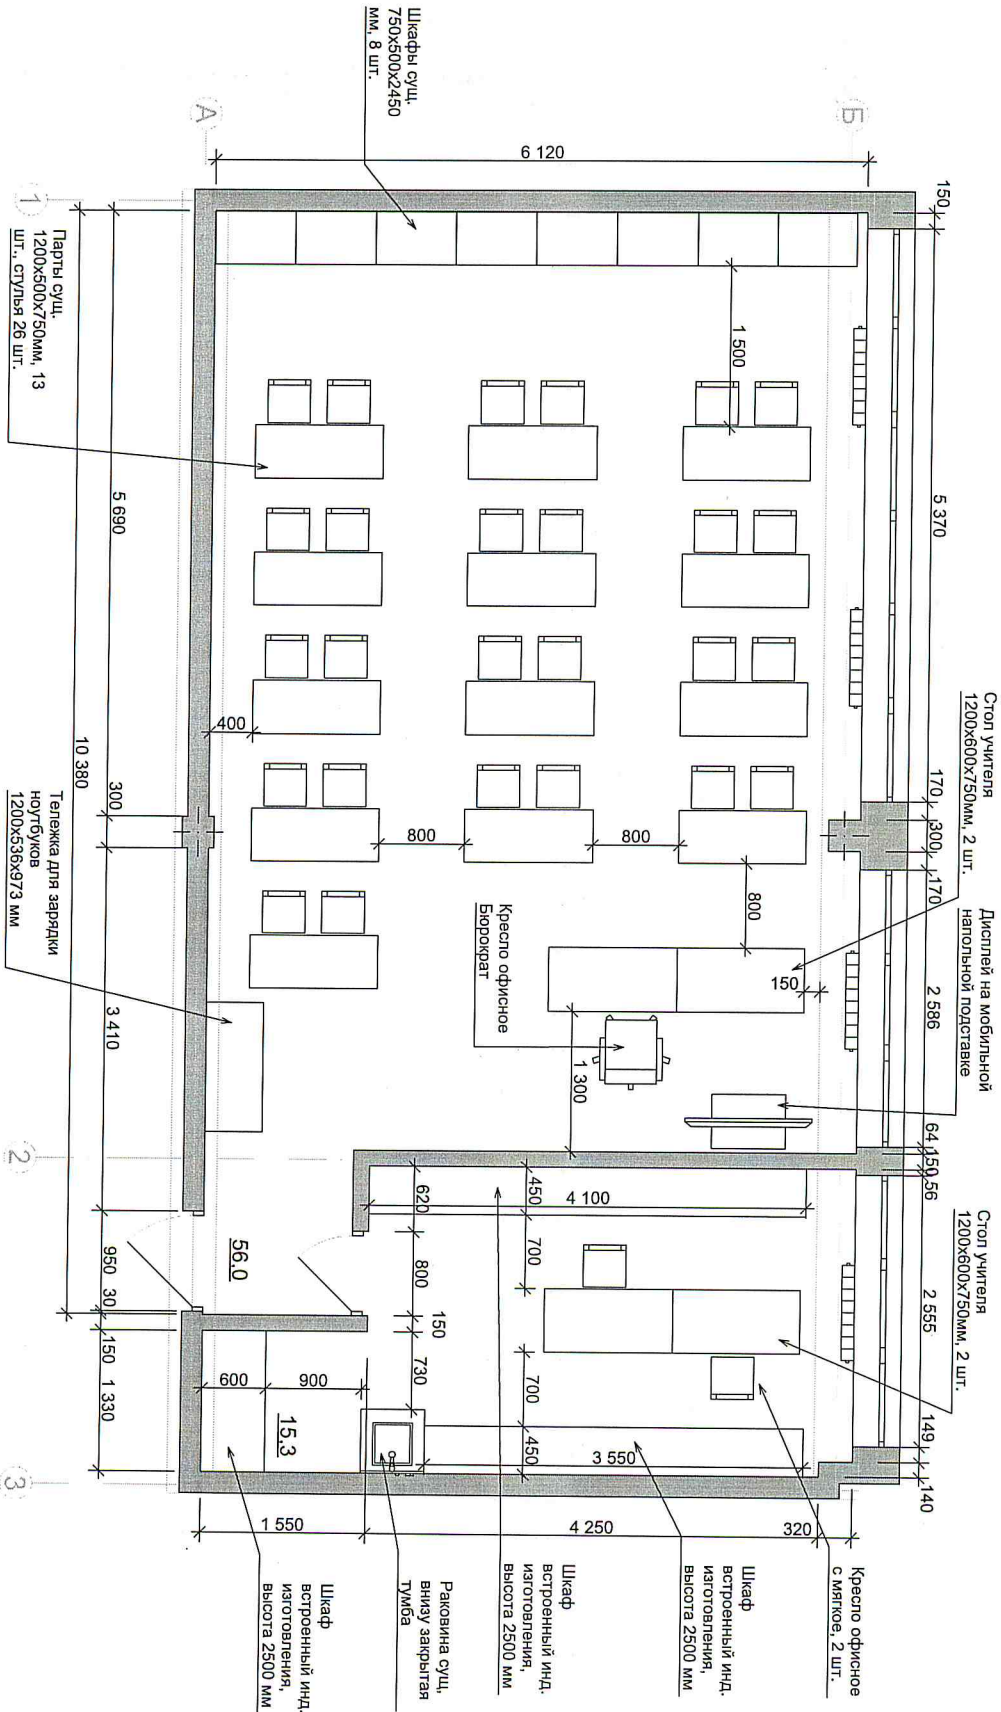 Шкафы сущ.
750х500х2450
мм, 8 шт.
А
Б
6 120
1
10 380
5 690
Парты сущ.
1200х500х750мм, 13
шт., стулья 26 шт.
150
5 370
1 500
Стол учителя
1200х600х750мм, 2 шт.
170
300
170
Дисплей на мобильной
напольной подставке
2 586
400
800
800
800
150
Кресло офисное
Бюрократ
1 300
300
Тележка для зарядки
ноутбуков
1200х536х973 мм
3 410
2
64
150
56
Стол учителя
1200х600х750мм, 2 шт.
2 555
620
450
4 100
700
56,0
800
950
30
150
150
1 330
730
700
600
900
15,3
450
3 550
149
140
3
1 550
4 250
320
Кресло офисное
с мягкое, 2 шт.
Шкаф
встроенный инд.
изготовления,
высота 2500 мм
Шкаф
встроенный инд.
изготовления,
высота 2500 мм
Раковина сущ.
внизу закрытая
тумба
Шкаф
встроенный инд.
изготовления,
высота 2500 мм